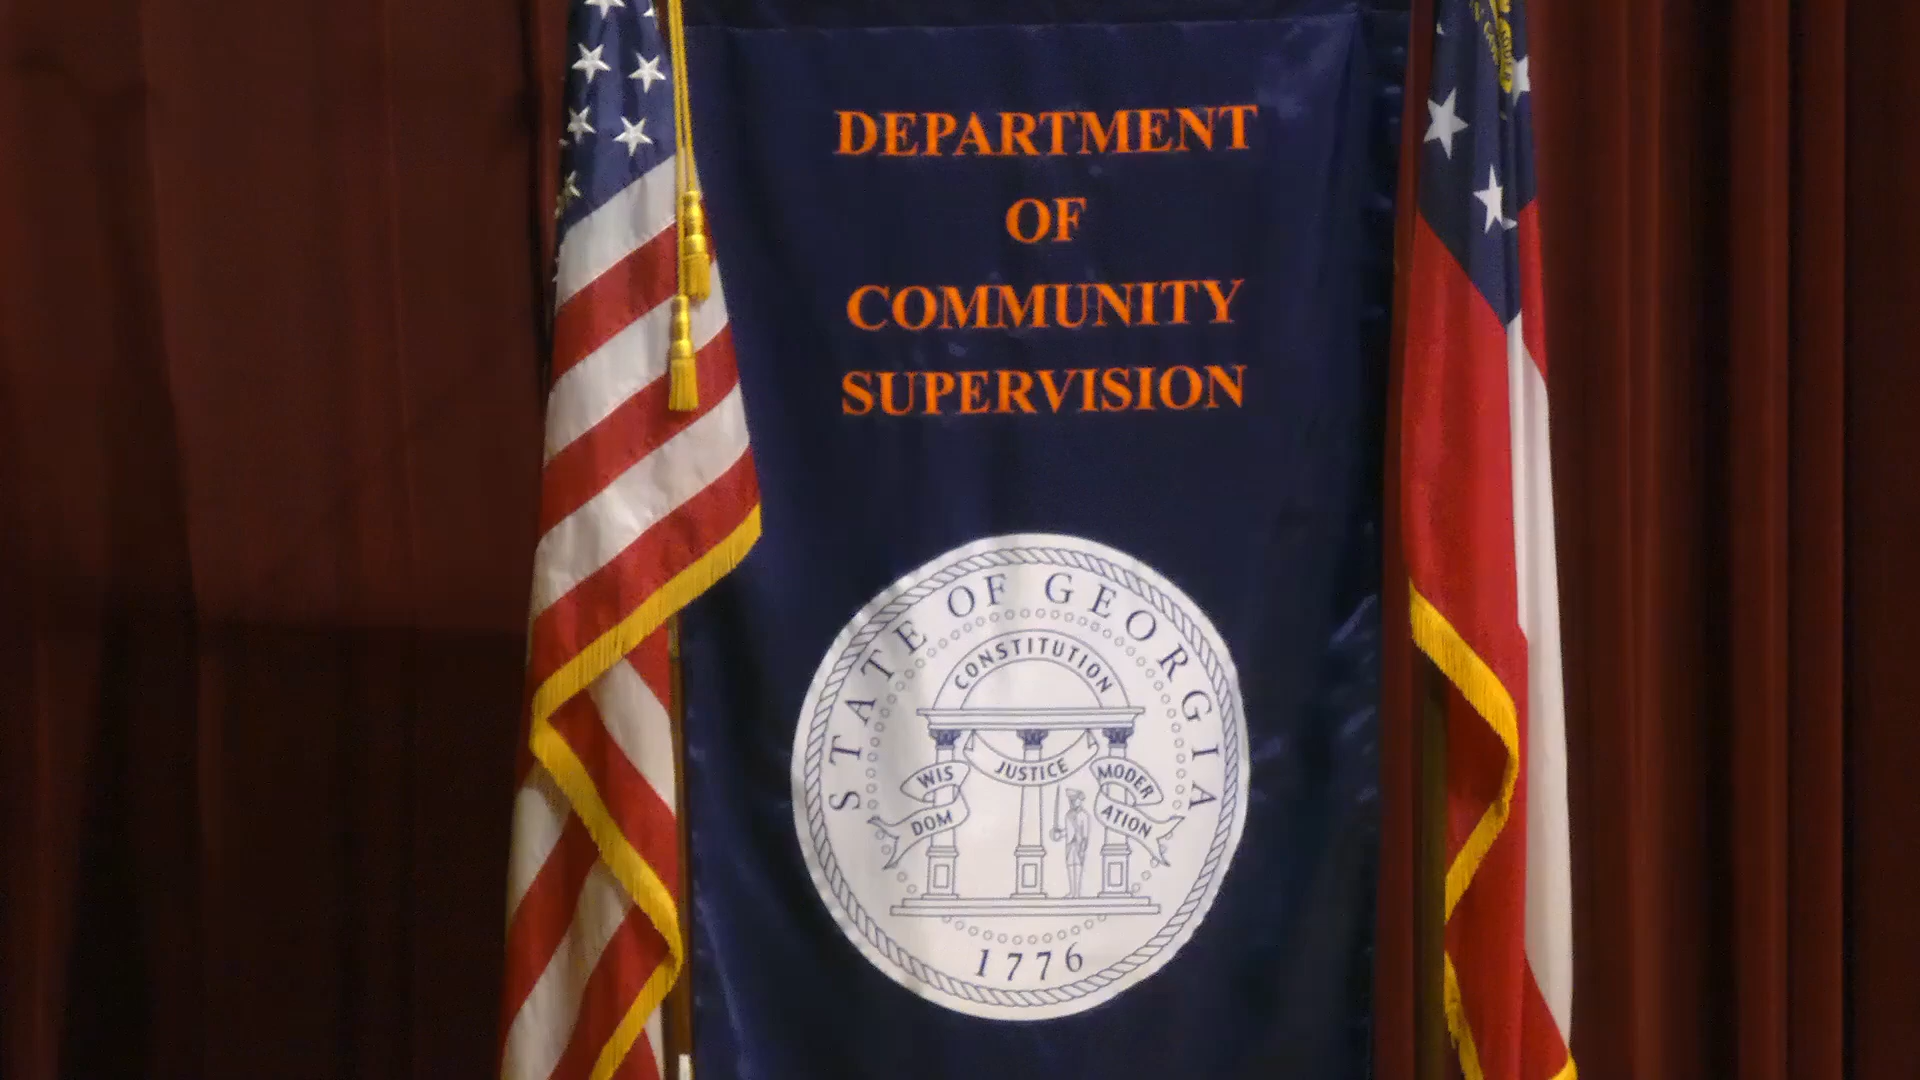 DEPARTMENT
OF
COMMUNITY
SUPERVISION
STATE OF GEORGIA
CONSTITUTION
WIS
DOM
JUSTICE
MODER
ATION
1776